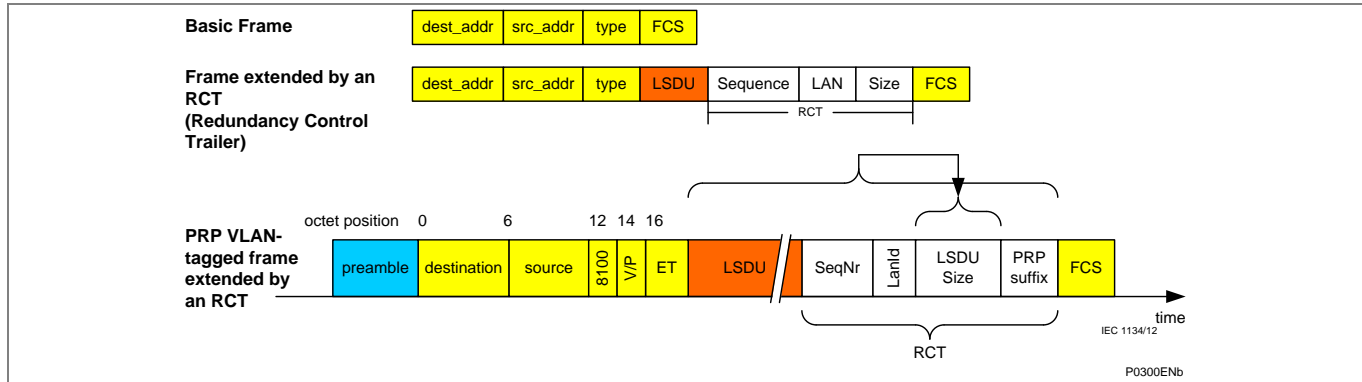 Basic Frame
dest_addr src_addr type FCS
Frame extended by an
RCT
(Redundancy Control
Trailer)
dest_addr src_addr type LSDU Sequence LAN Size FCS
RCT
octet position 0 6 12 14 16
PRP VLAN-
tagged frame
extended by
an RCT
preamble destination source 8100 V/P ET LSDU SeqNr LanId LSDU
Size PRP
suffix FCS
time
IEC 1134/12
RCT
P0300ENb